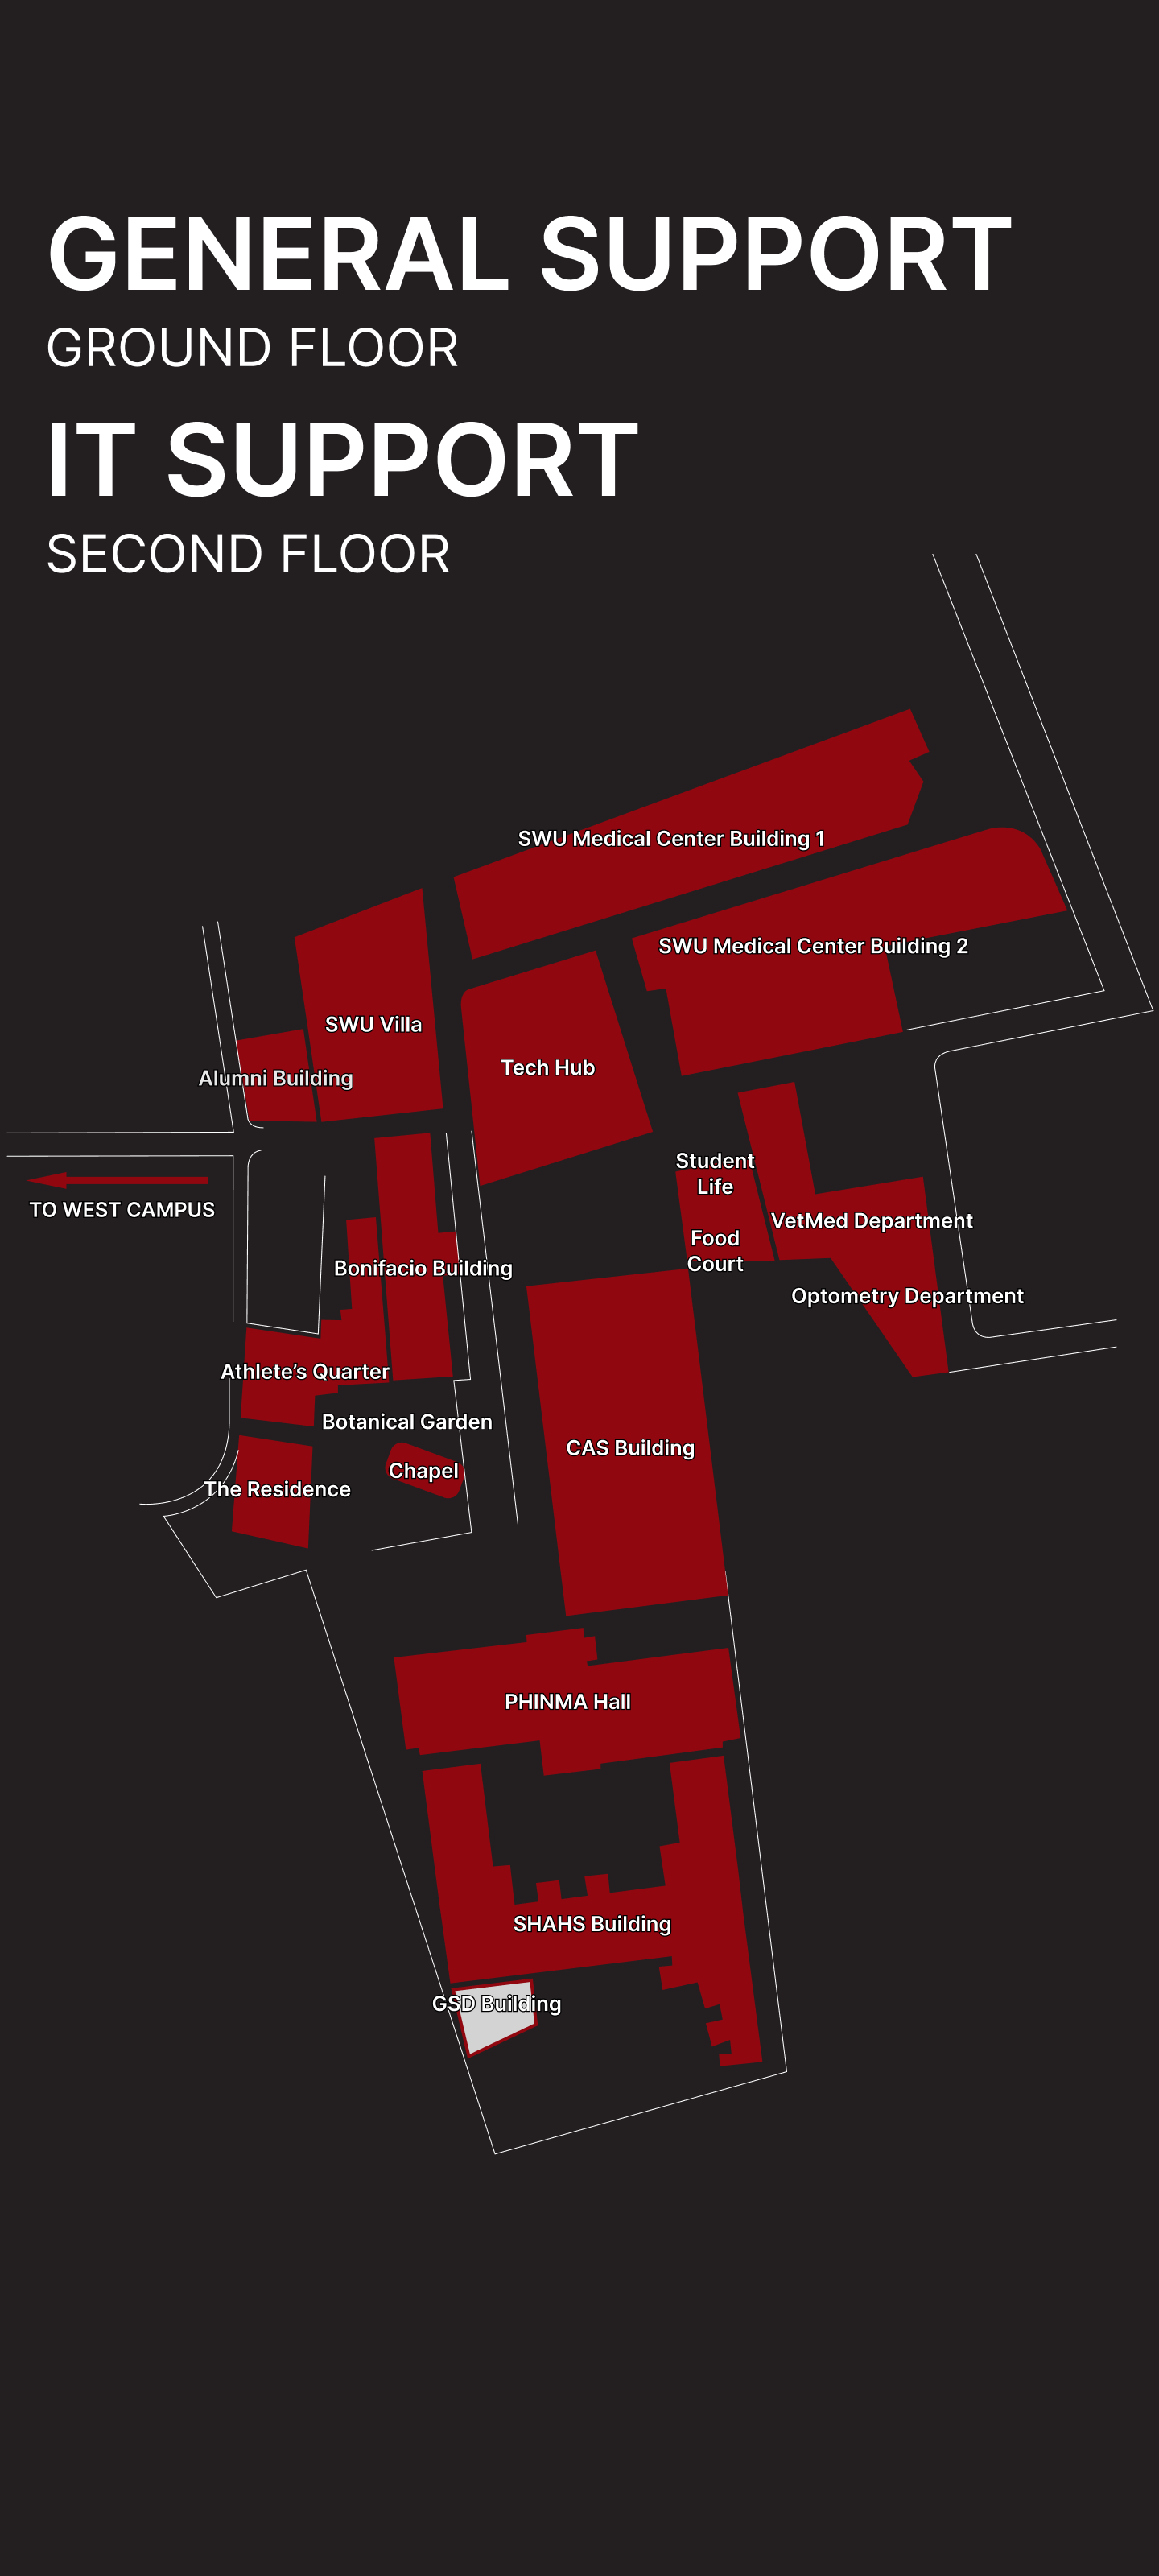 GENERAL SUPPORT
GROUND FLOOR
IT SUPPORT
SECOND FLOOR
SWU Medical Center Building 1
SWU Medical Center Building 2
SWU Villa
Tech Hub
Alumni Building
Student
Life
TO WEST CAMPUS
VetMed Department
Food
Court
Bonifacio Building
Optometry Department
Athlete's Quarter
Botanical Garden
CAS Building
Chapel
The Residence
PHINMA Hall
SHAHS Building
GSD Building